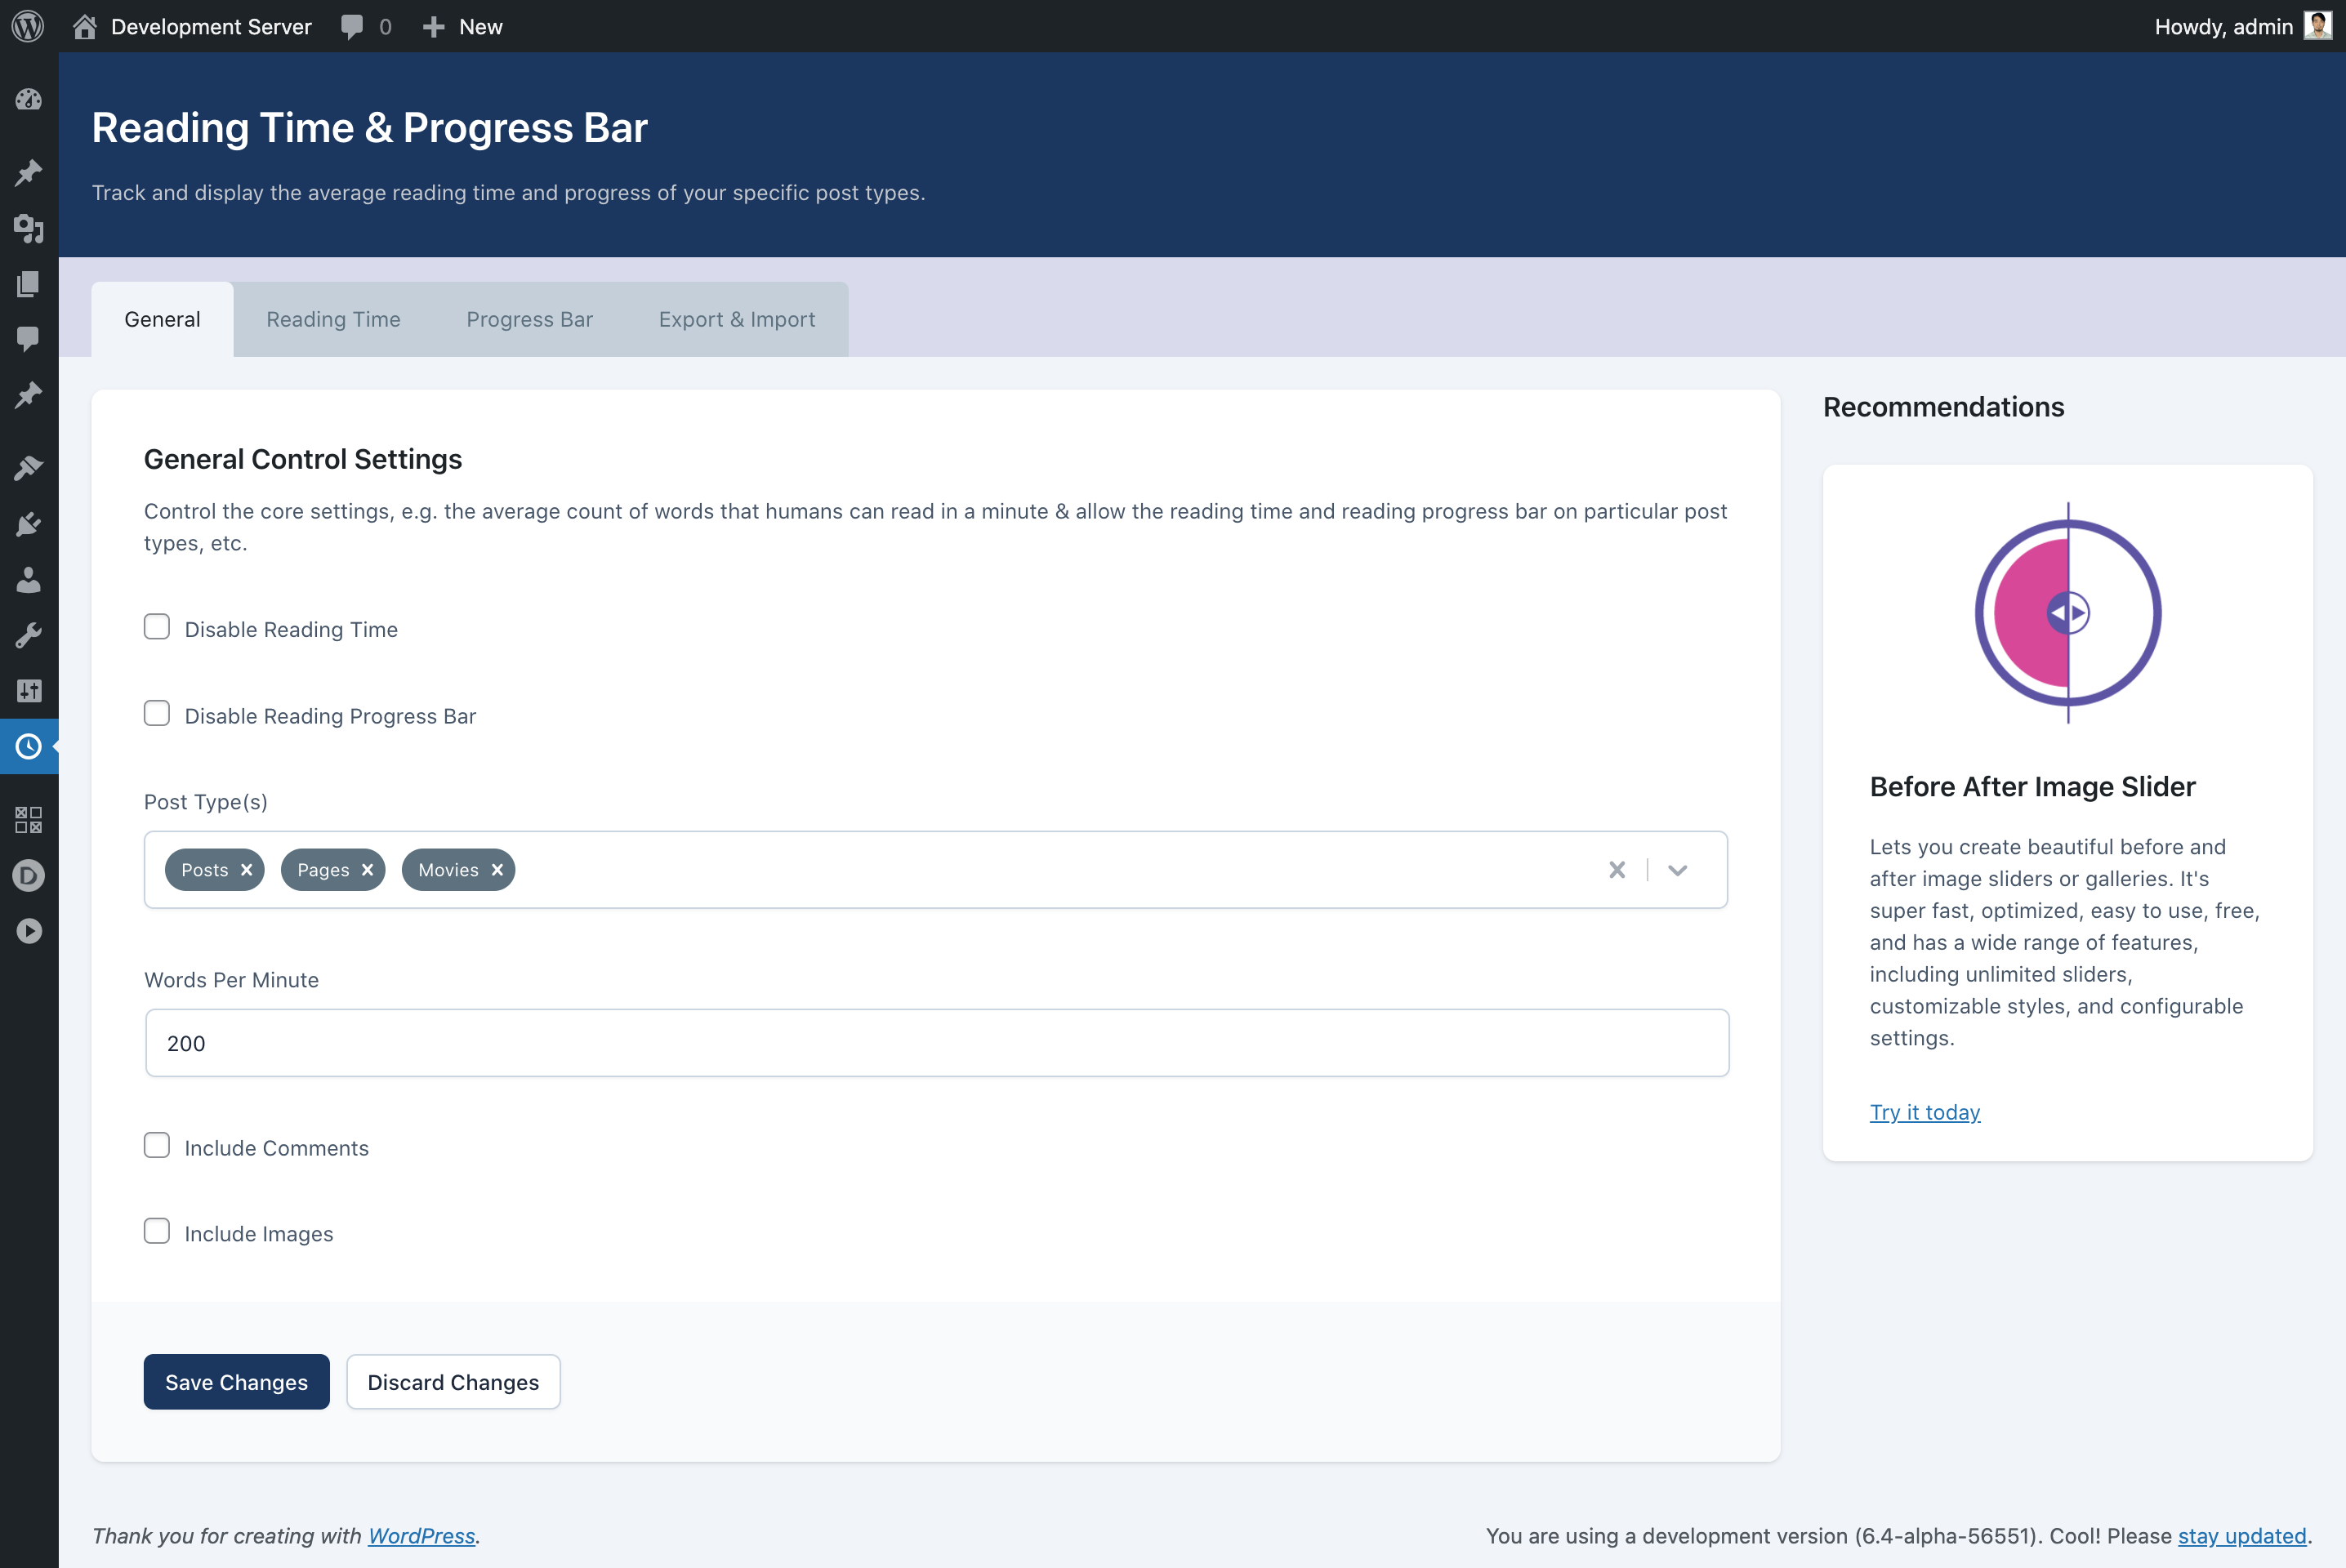 Development Server 0 New Howdy, admin
Reading Time & Progress Bar
Track and display the average reading time and progress of your specific post types.
General Reading Time Progress Bar Export & Import
General Control Settings
Control the core settings, e.g. the average count of words that humans can read in a minute & allow the reading time and reading progress bar on particular post
types, etc.
Disable Reading Time
Disable Reading Progress Bar
Post Type(s)
Posts Pages Movies
Words Per Minute
200
Include Comments
Include Images
Save Changes Discard Changes
Recommendations
Before After Image Slider
Lets you create beautiful before and
after image sliders or galleries. It's
super fast, optimized, easy to use, free,
and has a wide range of features,
including unlimited sliders,
customizable styles, and configurable
settings.
Try it today
Thank you for creating with WordPress.
You are using a development version (6.4-alpha-56551). Cool! Please stay updated.